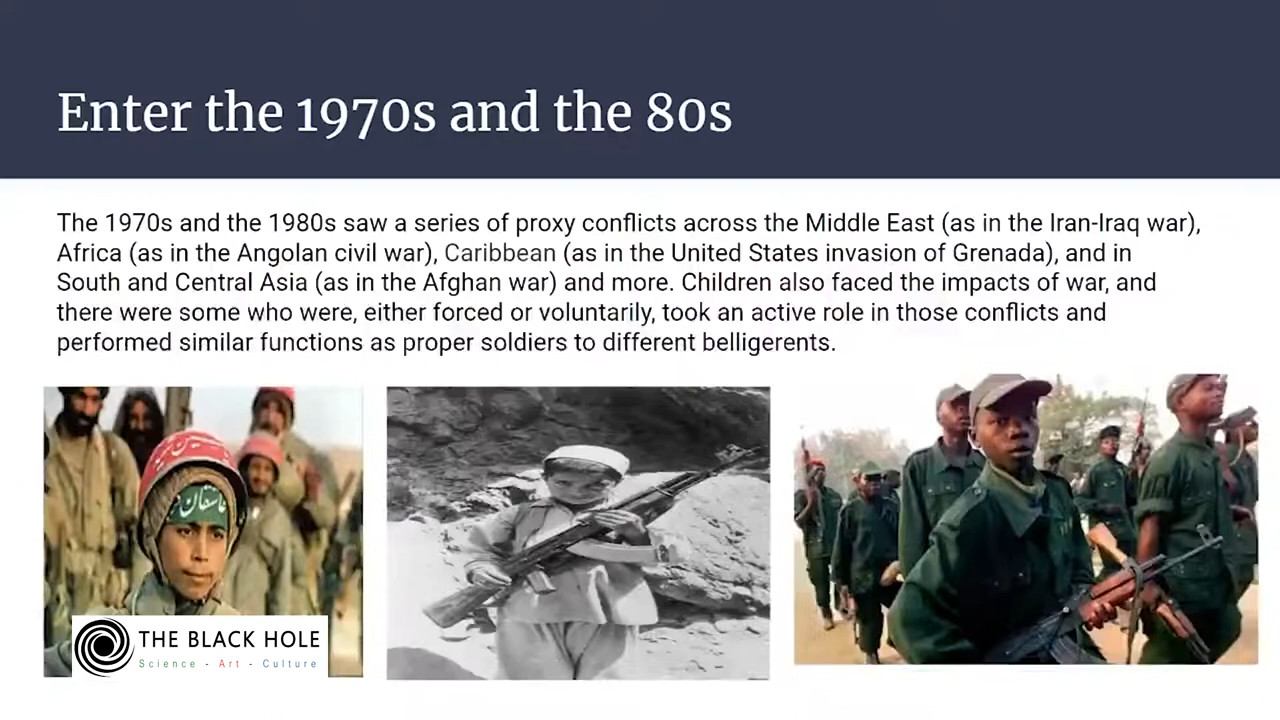 Enter the 1970s and the 80s
The 1970s and the 1980s saw a series of proxy conflicts across the Middle East (as in the Iran-Iraq war),
Africa (as in the Angolan civil war), Caribbean (as in the United States invasion of Grenada), and in
South and Central Asia (as in the Afghan war) and more. Children also faced the impacts of war, and
there were some who were, either forced or voluntarily, took an active role in those conflicts and
performed similar functions as proper soldiers to different belligerents.
عاشقان
THE BLACK HOLE
Science - Art - Culture